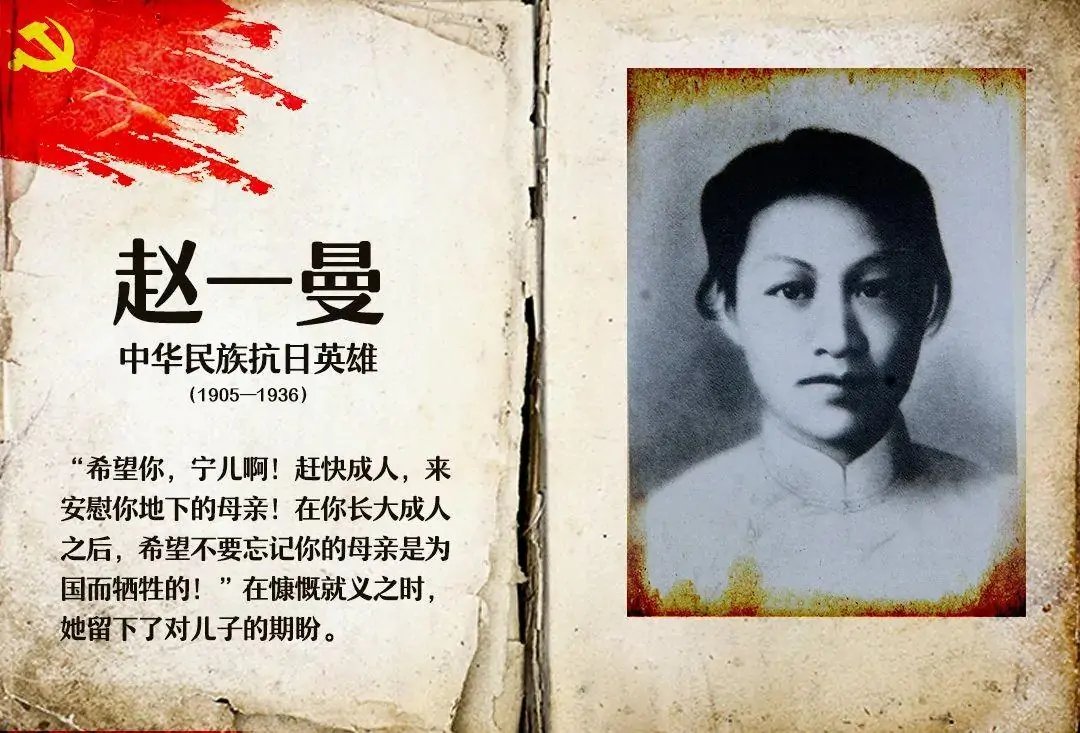 赵一曼
中华民族抗日英雄
（1905—1936）
“希望你，宁儿啊！赶快成人，来
安慰你地下的母亲！在你长大成人
之后，希望不要忘记你的母亲是为
国而牺牲的！”在慷慨就义之时，
她留下了对儿子的期盼。